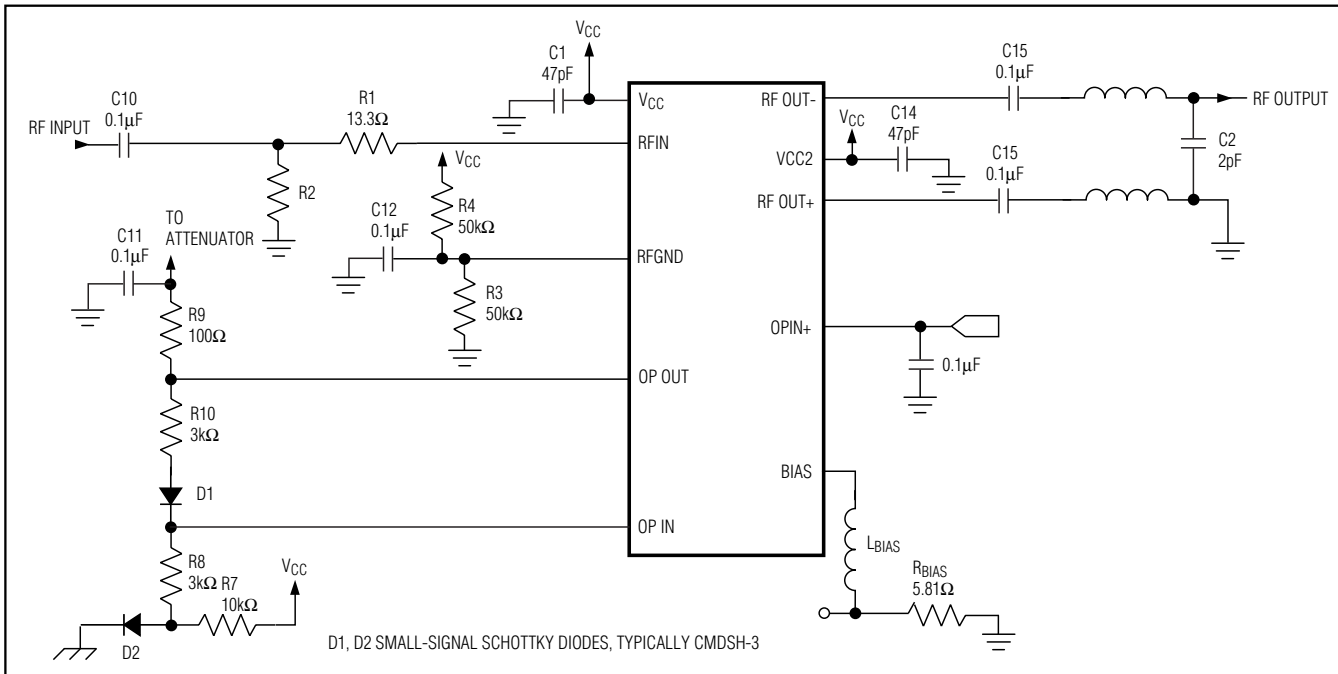 VCC
C1
47pF
C10
0.1µF
RF INPUT
R1
13.3Ω
R2
VCC
R4
50kΩ
C12
0.1µF
R3
50kΩ
TO
ATTENUATOR
C11
0.1µF
R9
100Ω
R10
3kΩ
D1
R8
3kΩ
R7
10kΩ
VCC
D2
VCC
RFIN
RFGND
OP OUT
OP IN
RF OUT-
VCC2
RF OUT+
OPIN+
BIAS
C15
0.1µF
RF OUTPUT
VCC
C14
47pF
C2
2pF
C15
0.1µF
0.1µF
LBIAS
RBIAS
5.81Ω
D1, D2 SMALL-SIGNAL SCHOTTKY DIODES, TYPICALLY CMDSH-3